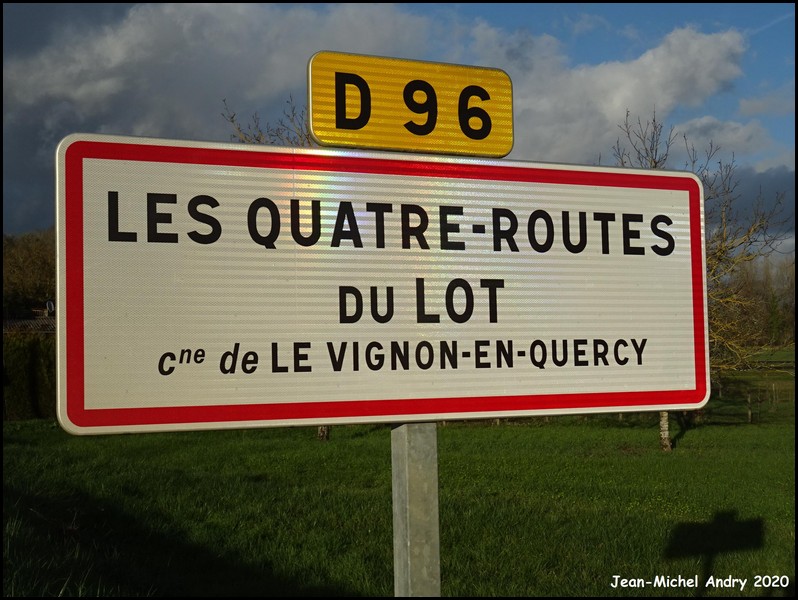 D 96
LES QUATRE-ROUTES
DU LOT
cne de LE VIGNON-EN-QUERCY
Jean-Michel Andry 2020